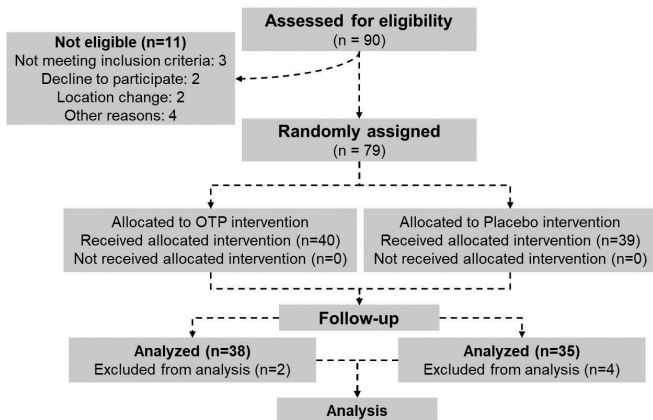 Assessed for eligibility
(n = 90)
Not eligible (n=11)
Not meeting inclusion criteria: 3
Decline to participate: 2
Location change: 2
Other reasons: 4
Randomly assigned
(n = 79)
Allocated to OTP intervention
Received allocated intervention (n=40)
Not received allocated intervention (n=0)
Allocated to Placebo intervention
Received allocated intervention (n=39)
Not received allocated intervention (n=0)
Follow-up
Analyzed (n=38)
Excluded from analysis (n=2)
Analyzed (n=35)
Excluded from analysis (n=4)
Analysis